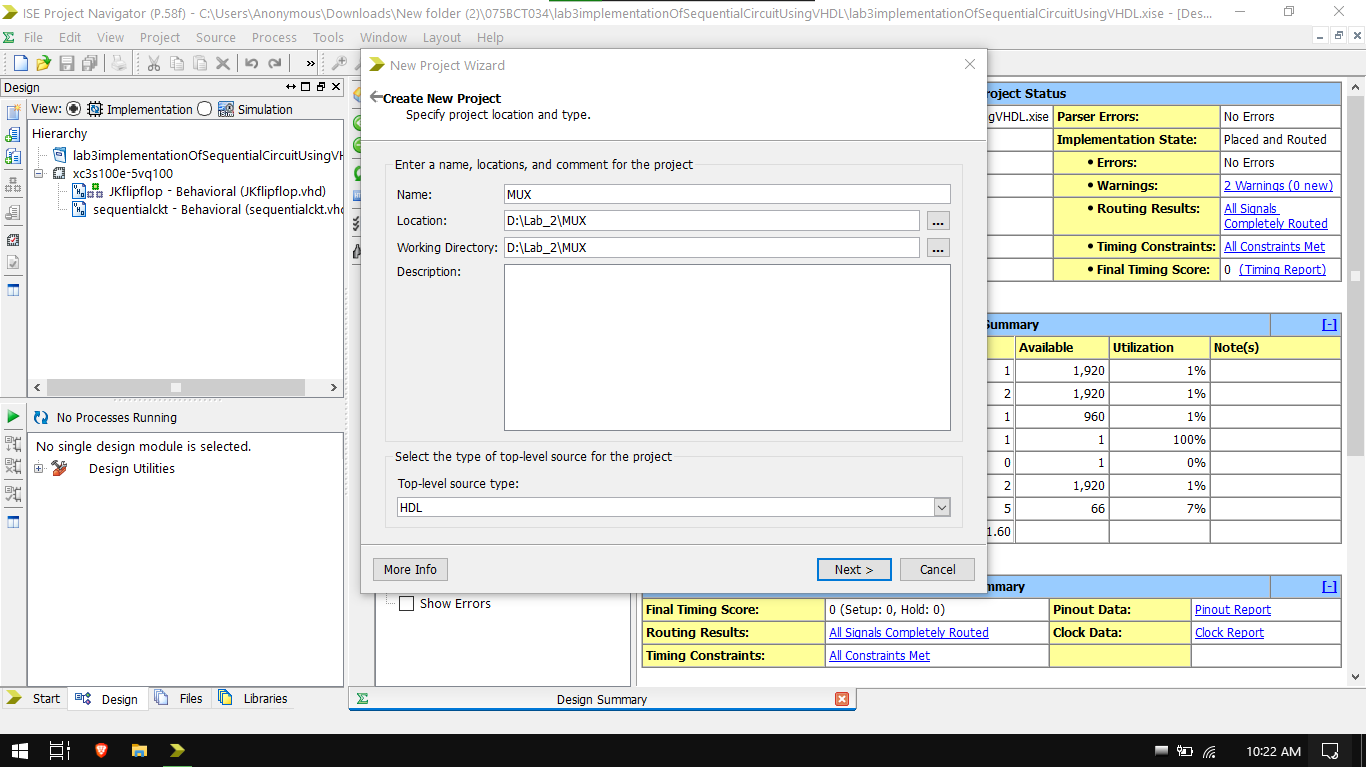 ISE Project Navigator (P.58f) - C:\Users\Anonymous\Downloads\New folder (2)\075BCT034\lab3implementationOfSequentialCircuitUsingVHDL\lab3implementationOfSequentialCircuitUsingVHDL.xise - [Des...
File Edit View Project Source Process Tools Window Layout Help
»
Design
View: Implementation Simulation
Hierarchy
lab3implementationOfSequentialCircuitUsingVH
xc3s100e-5vq100
JKflipflop - Behavioral (JKflipflop.vhd)
sequentialckt - Behavioral (sequentialckt.vhd
No Processes Running
No single design module is selected.
Design Utilities
New Project Wizard
Create New Project
Specify project location and type.
Enter a name, locations, and comment for the project
Name: MUX
Location: D:\Lab_2\MUX ...
Working Directory: D:\Lab_2\MUX ...
Description:
Select the type of top-level source for the project
Top-level source type:
HDL
More Info Next > Cancel
Show Errors
roject Status
gVHDL.xise Parser Errors: No Errors
Implementation State: Placed and Routed
• Errors: No Errors
• Warnings: 2 Warnings (0 new)
• Routing Results: All Signals
Completely Routed
• Timing Constraints: All Constraints Met
• Final Timing Score: 0 (Timing Report)
Summary [-]
Available Utilization Note(s)
1 1,920 1%
2 1,920 1%
1 960 1%
1 1 100%
0 1 0%
2 1,920 1%
5 66 7%
1.60
mmary [-]
Final Timing Score: 0 (Setup: 0, Hold: 0) Pinout Data: Pinout Report
Routing Results: All Signals Completely Routed Clock Data: Clock Report
Timing Constraints: All Constraints Met
Start Design Files Libraries
Σ Design Summary
10:22 AM